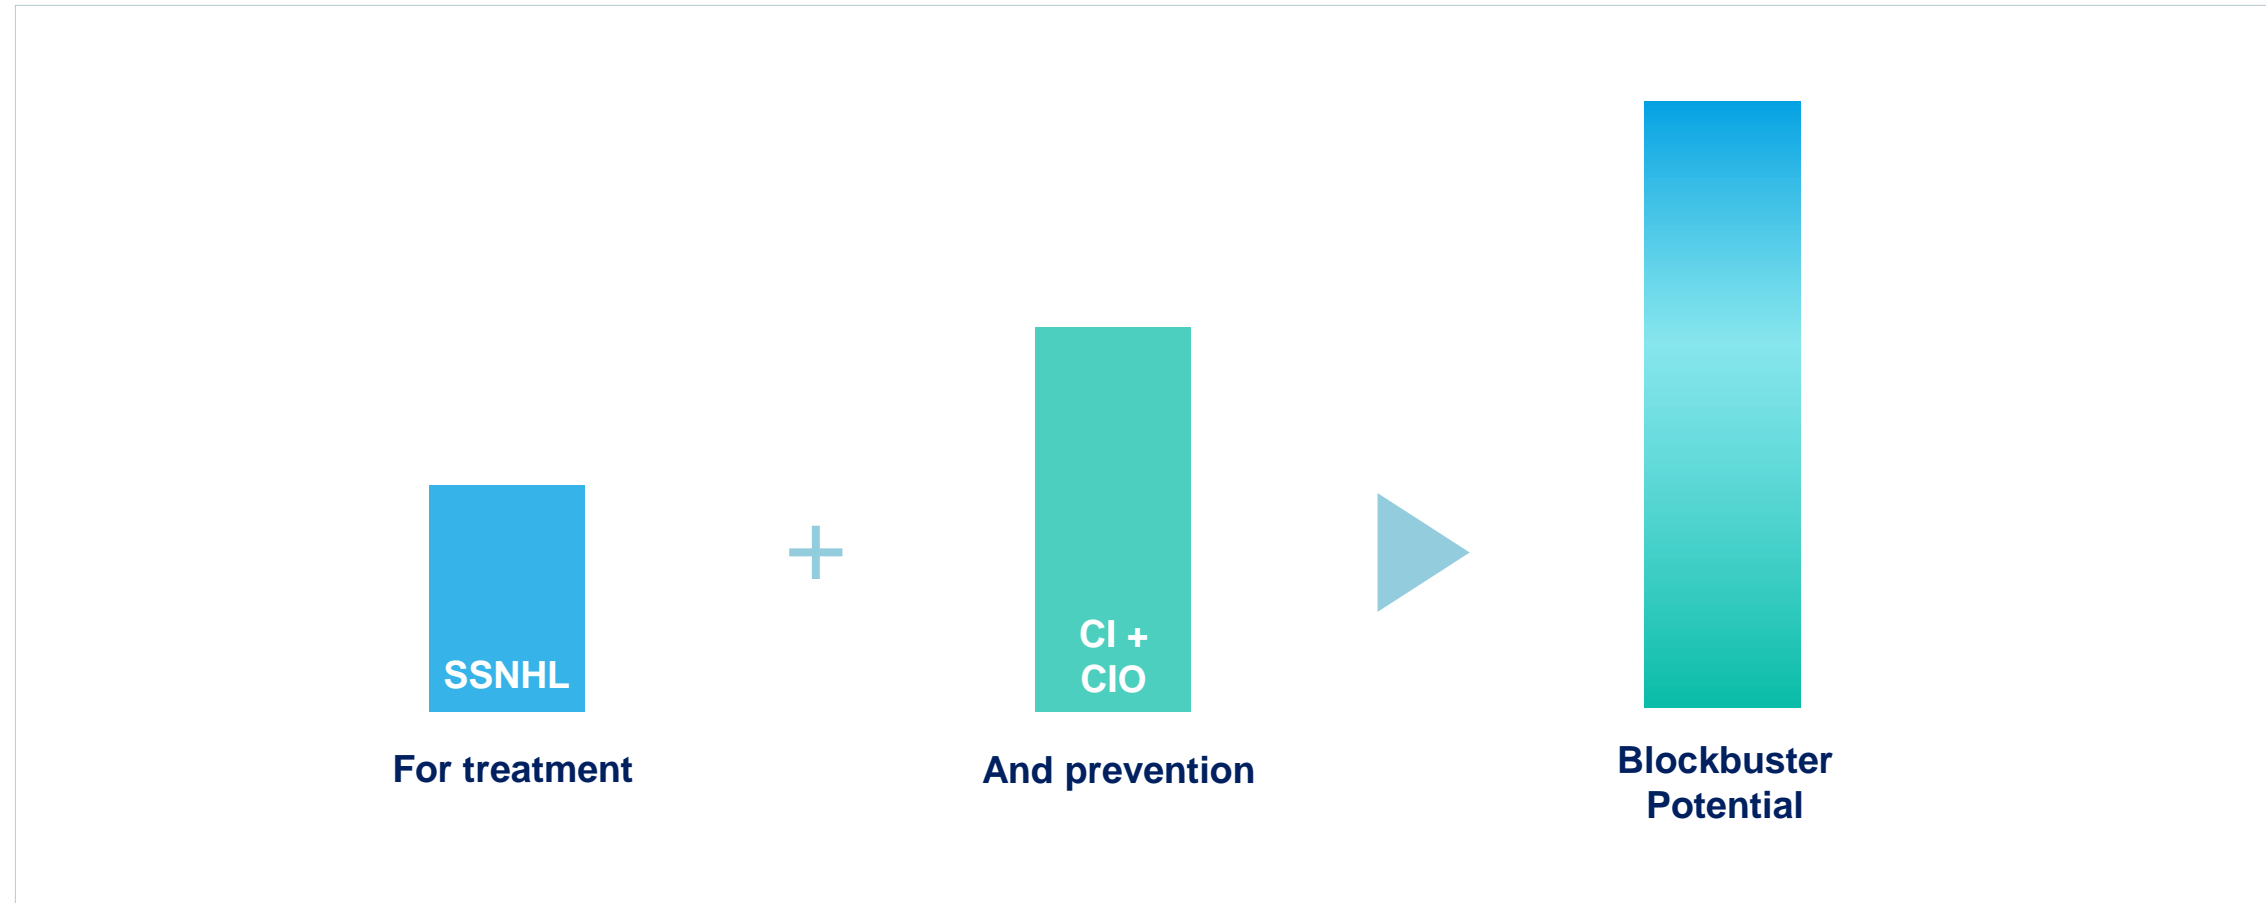 SSNHL
For treatment
+
CI +
CIO
And prevention
Blockbuster
Potential